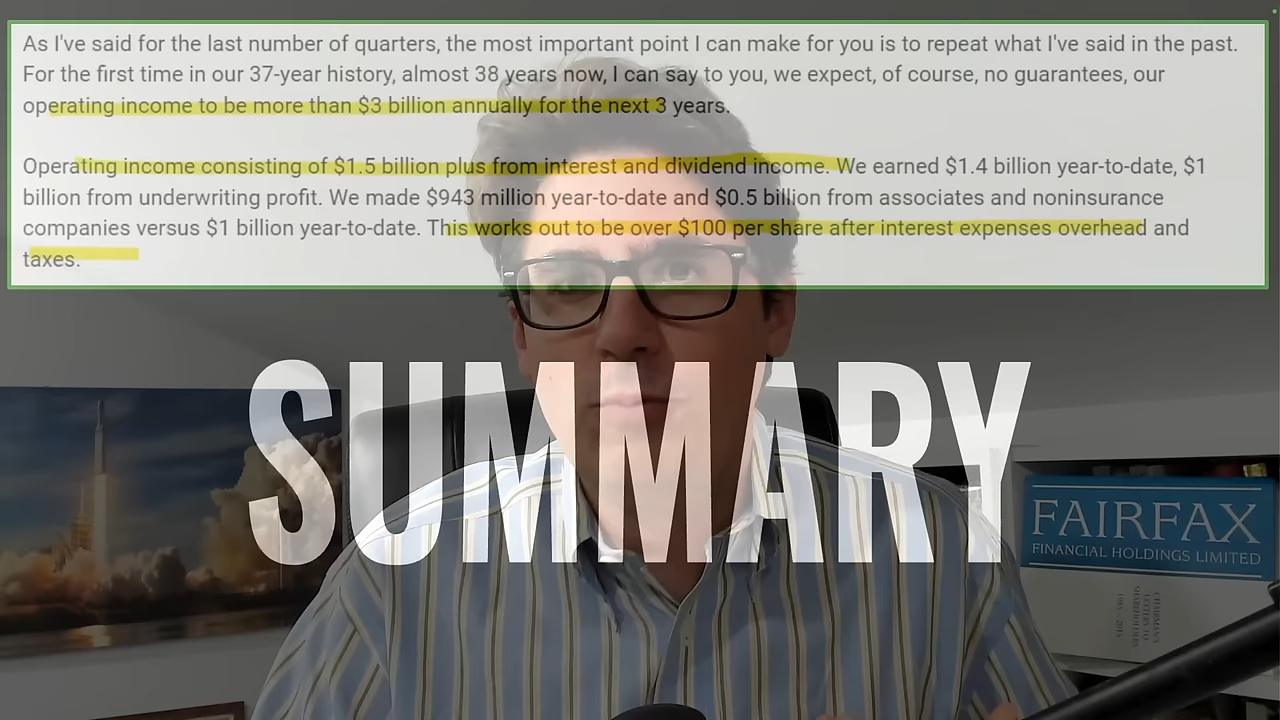 As I've said for the last number of quarters, the most important point I can make for you is to repeat what I've said in the past.
For the first time in our 37-year history, almost 38 years now, I can say to you, we expect, of course, no guarantees, our
operating income to be more than $3 billion annually for the next 3 years.
Operating income consisting of $1.5 billion plus from interest and dividend income. We earned $1.4 billion year-to-date, $1
billion from underwriting profit. We made $943 million year-to-date and $0.5 billion from associates and noninsurance
companies versus $1 billion year-to-date. This works out to be over $100 per share after interest expenses overhead and
taxes.
SUMMARY
FAIRFAX
FINANCIAL HOLDINGS LIMITED
CHAIRMAN'S
LETTERS TO
SHAREHOLDERS